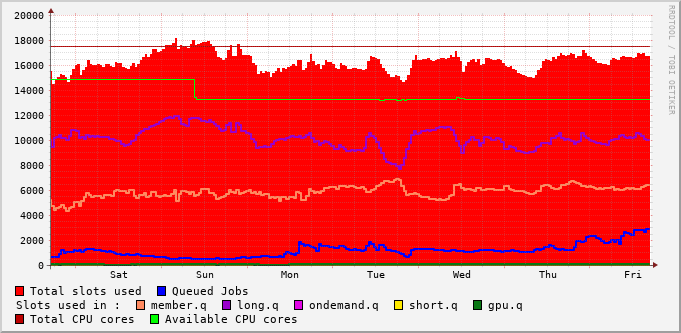 20000
18000
16000
14000
12000
10000
8000
6000
4000
2000
0
Sat Sun Mon Tue Wed Thu Fri
RRDTOOL / TOBI OETIKER
Total slots used Queued Jobs
Slots used in : member.q long.q ondemand.q short.q gpu.q
Total CPU cores Available CPU cores